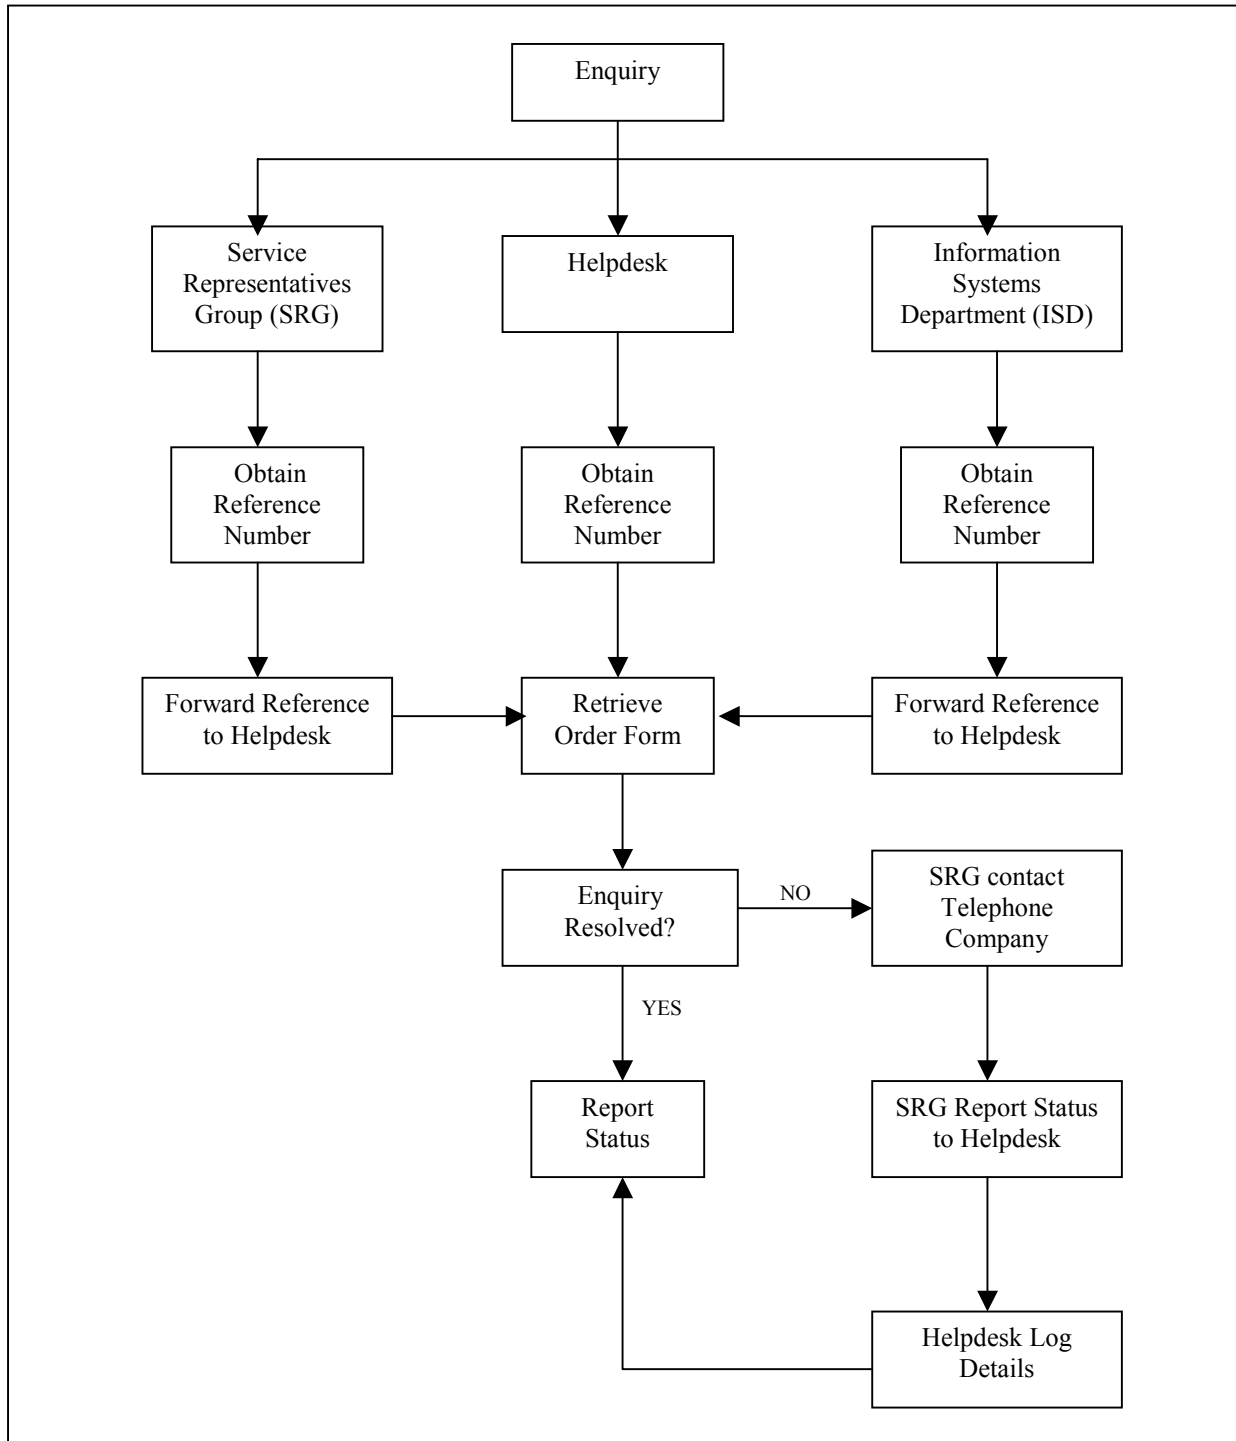 Enquiry
Service
Representatives
Group (SRG)
Helpdesk
Information
Systems
Department (ISD)
Obtain
Reference
Number
Obtain
Reference
Number
Obtain
Reference
Number
Forward Reference
to Helpdesk
Retrieve
Order Form
Forward Reference
to Helpdesk
Enquiry
Resolved?
NO
SRG contact
Telephone
Company
YES
Report
Status
SRG Report Status
to Helpdesk
Helpdesk Log
Details